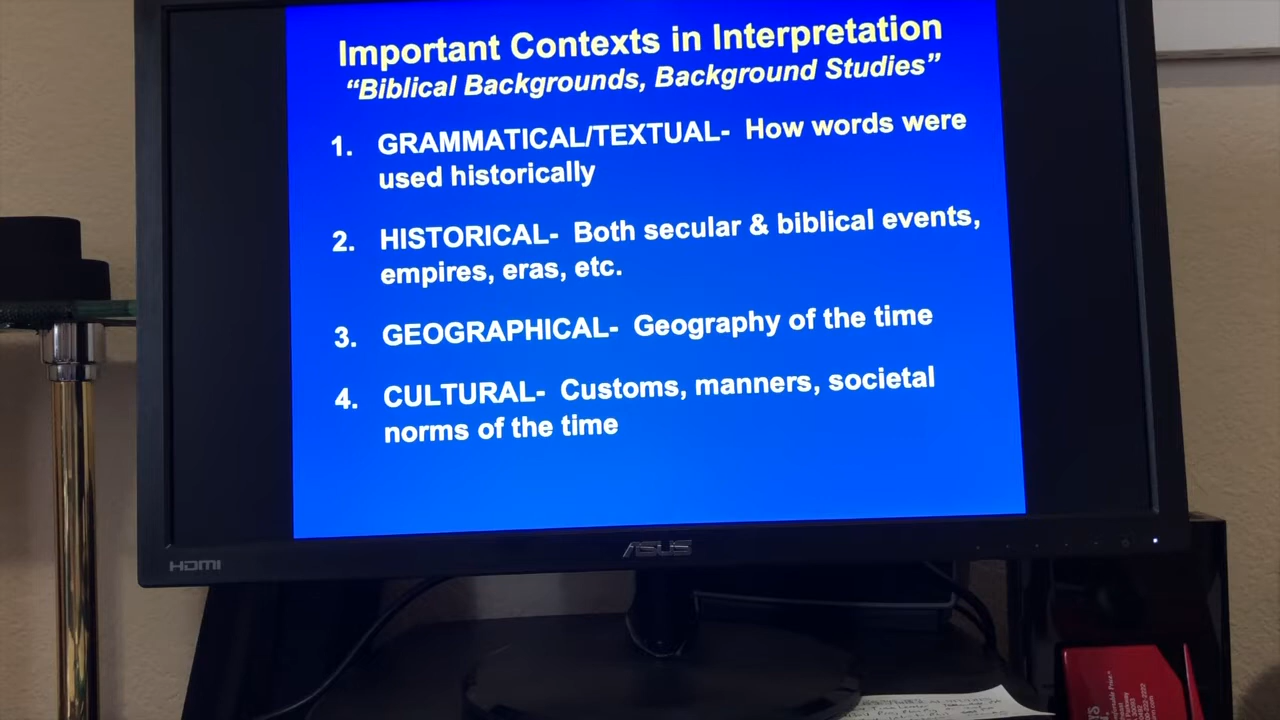 Important Contexts in Interpretation
“Biblical Backgrounds, Background Studies”
1. GRAMMATICAL/TEXTUAL- How words were
used historically
2. HISTORICAL- Both secular & biblical events,
empires, eras, etc.
3. GEOGRAPHICAL- Geography of the time
4. CULTURAL- Customs, manners, societal
norms of the time
ASUS
HDMI